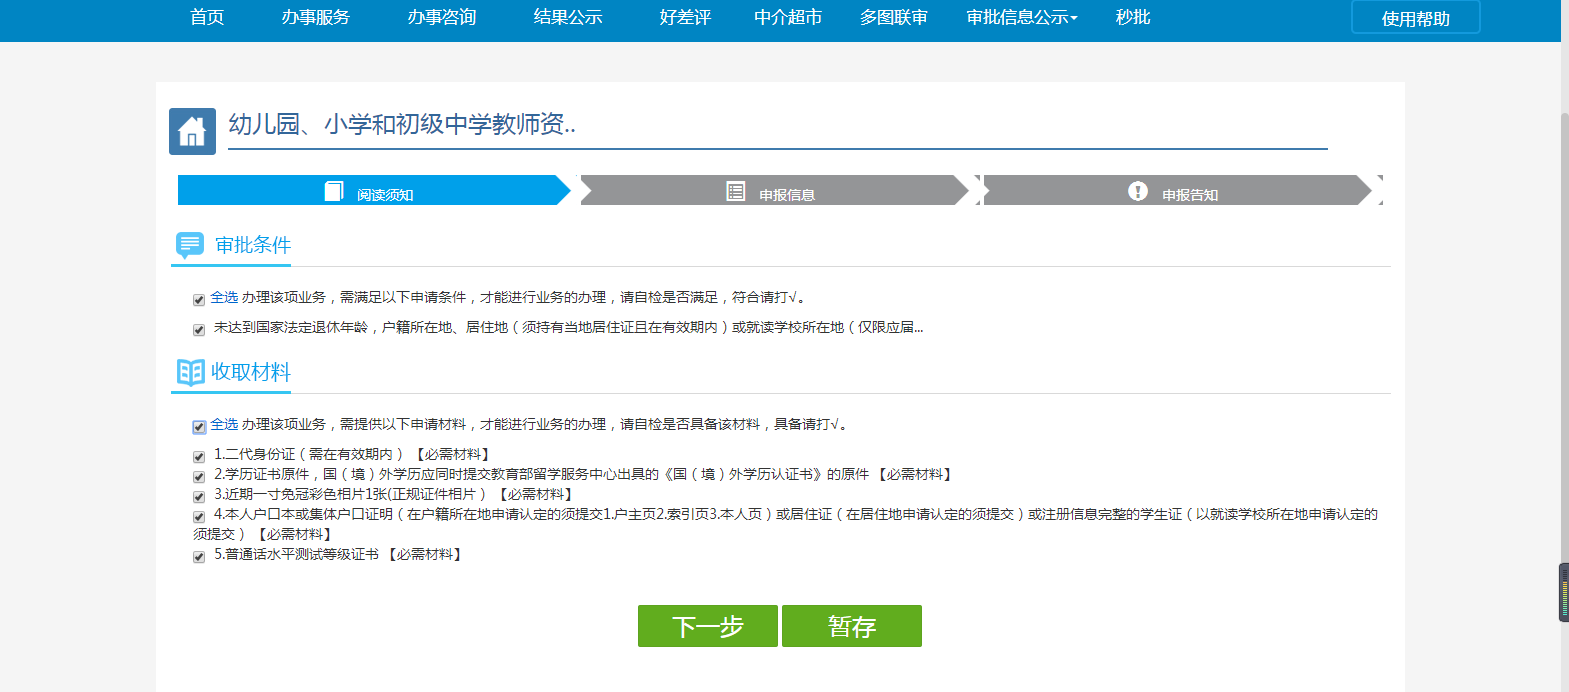 首页 办事服务 办事咨询 结果公示 好差评 中介超市 多图联审 审批信息公示 秒批 使用帮助
幼儿园、小学和初级中学教师资..
阅读须知 申报信息 申报告知
审批条件
全选 办理该项业务，需满足以下申请条件，才能进行业务的办理，请自检是否满足，符合请打√。
未达到国家法定退休年龄，户籍所在地、居住地（须持有当地居住证且在有效期内）或就读学校所在地（仅限应届...
收取材料
全选 办理该项业务，需提供以下申请材料，才能进行业务的办理，请自检是否具备该材料，具备请打√。
1.二代身份证（需在有效期内） 【必需材料】
2.学历证书原件，国（境）外学历应同时提交教育部留学服务中心出具的《国（境）外学历认证书》的原件 【必需材料】
3.近期一寸免冠彩色相片1张(正规证件相片） 【必需材料】
4.本人户口本或集体户口证明（在户籍所在地申请认定的须提交1.户主页2.索引页3.本人页）或居住证（在居住地申请认定的须提交）或注册信息完整的学生证（以就读学校所在地申请认定的
须提交） 【必需材料】
5.普通话水平测试等级证书 【必需材料】
下一步 暂存